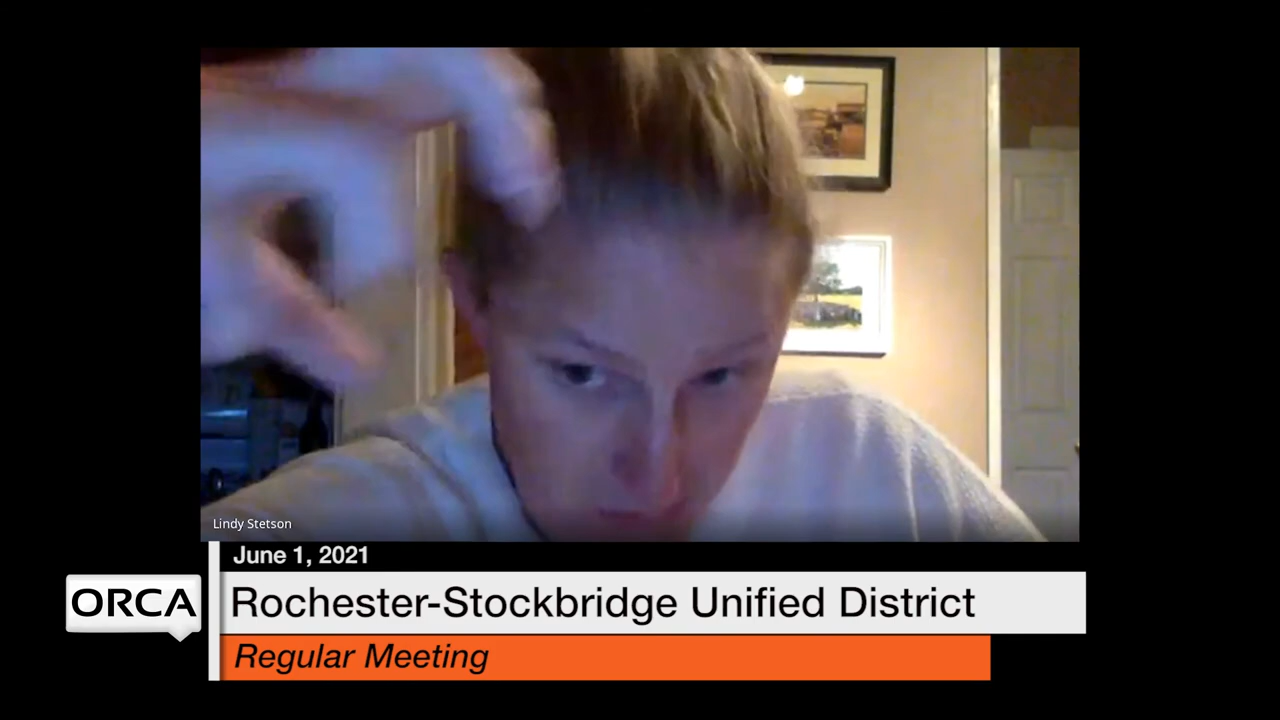 Lindy Stetson
June 1, 2021
ORCA
Rochester-Stockbridge Unified District
Regular Meeting